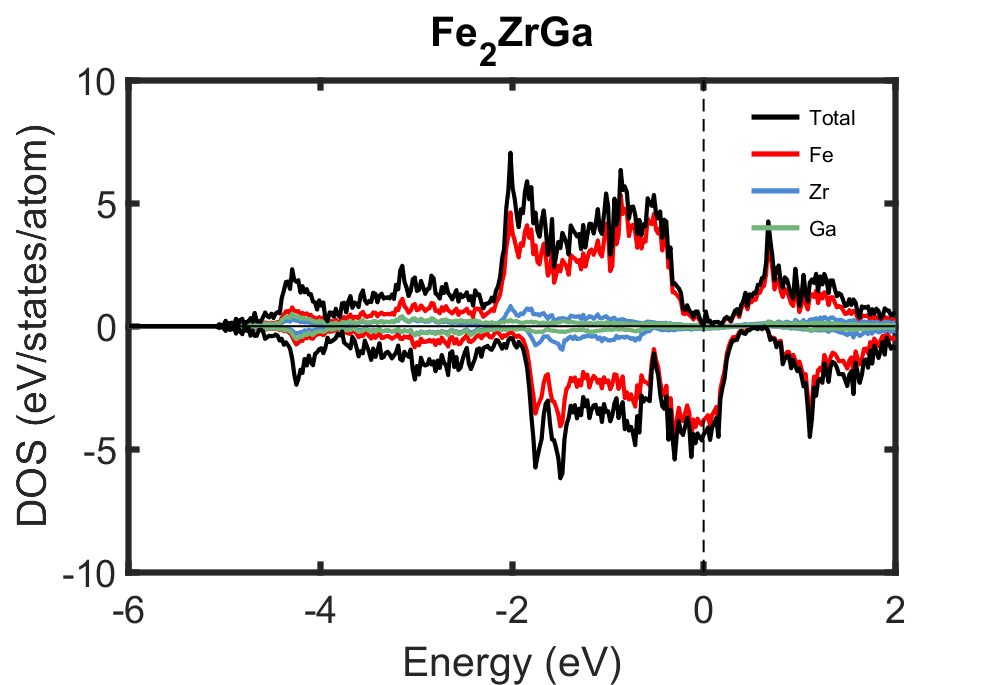 Fe2ZrGa
10
5
0
-5
-10
DOS (eV/states/atom)
Total
Fe
Zr
Ga
-6 -4 -2 0 2
Energy (eV)